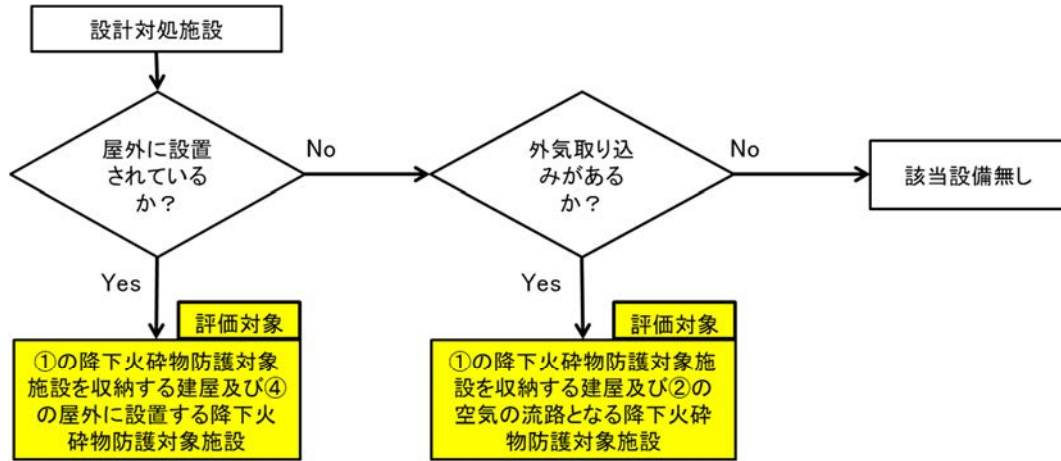 設計対処施設
屋外に設置
されている
か？
No
外気取り込
みがある
か？
No
該当設備無し
Yes
評価対象
①の降下火砕物防護対象
施設を収納する建屋及び④
の屋外に設置する降下火
砕物防護対象施設
Yes
評価対象
①の降下火砕物防護対象施
設を収納する建屋及び②の
空気の流路となる降下火砕
物防護対象施設